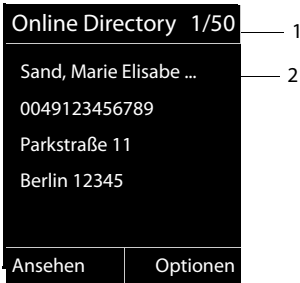 Online Directory 1/50
1
Sand, Marie Elisabe ...
2
0049123456789
Parkstraße 11
Berlin 12345
Ansehen Optionen